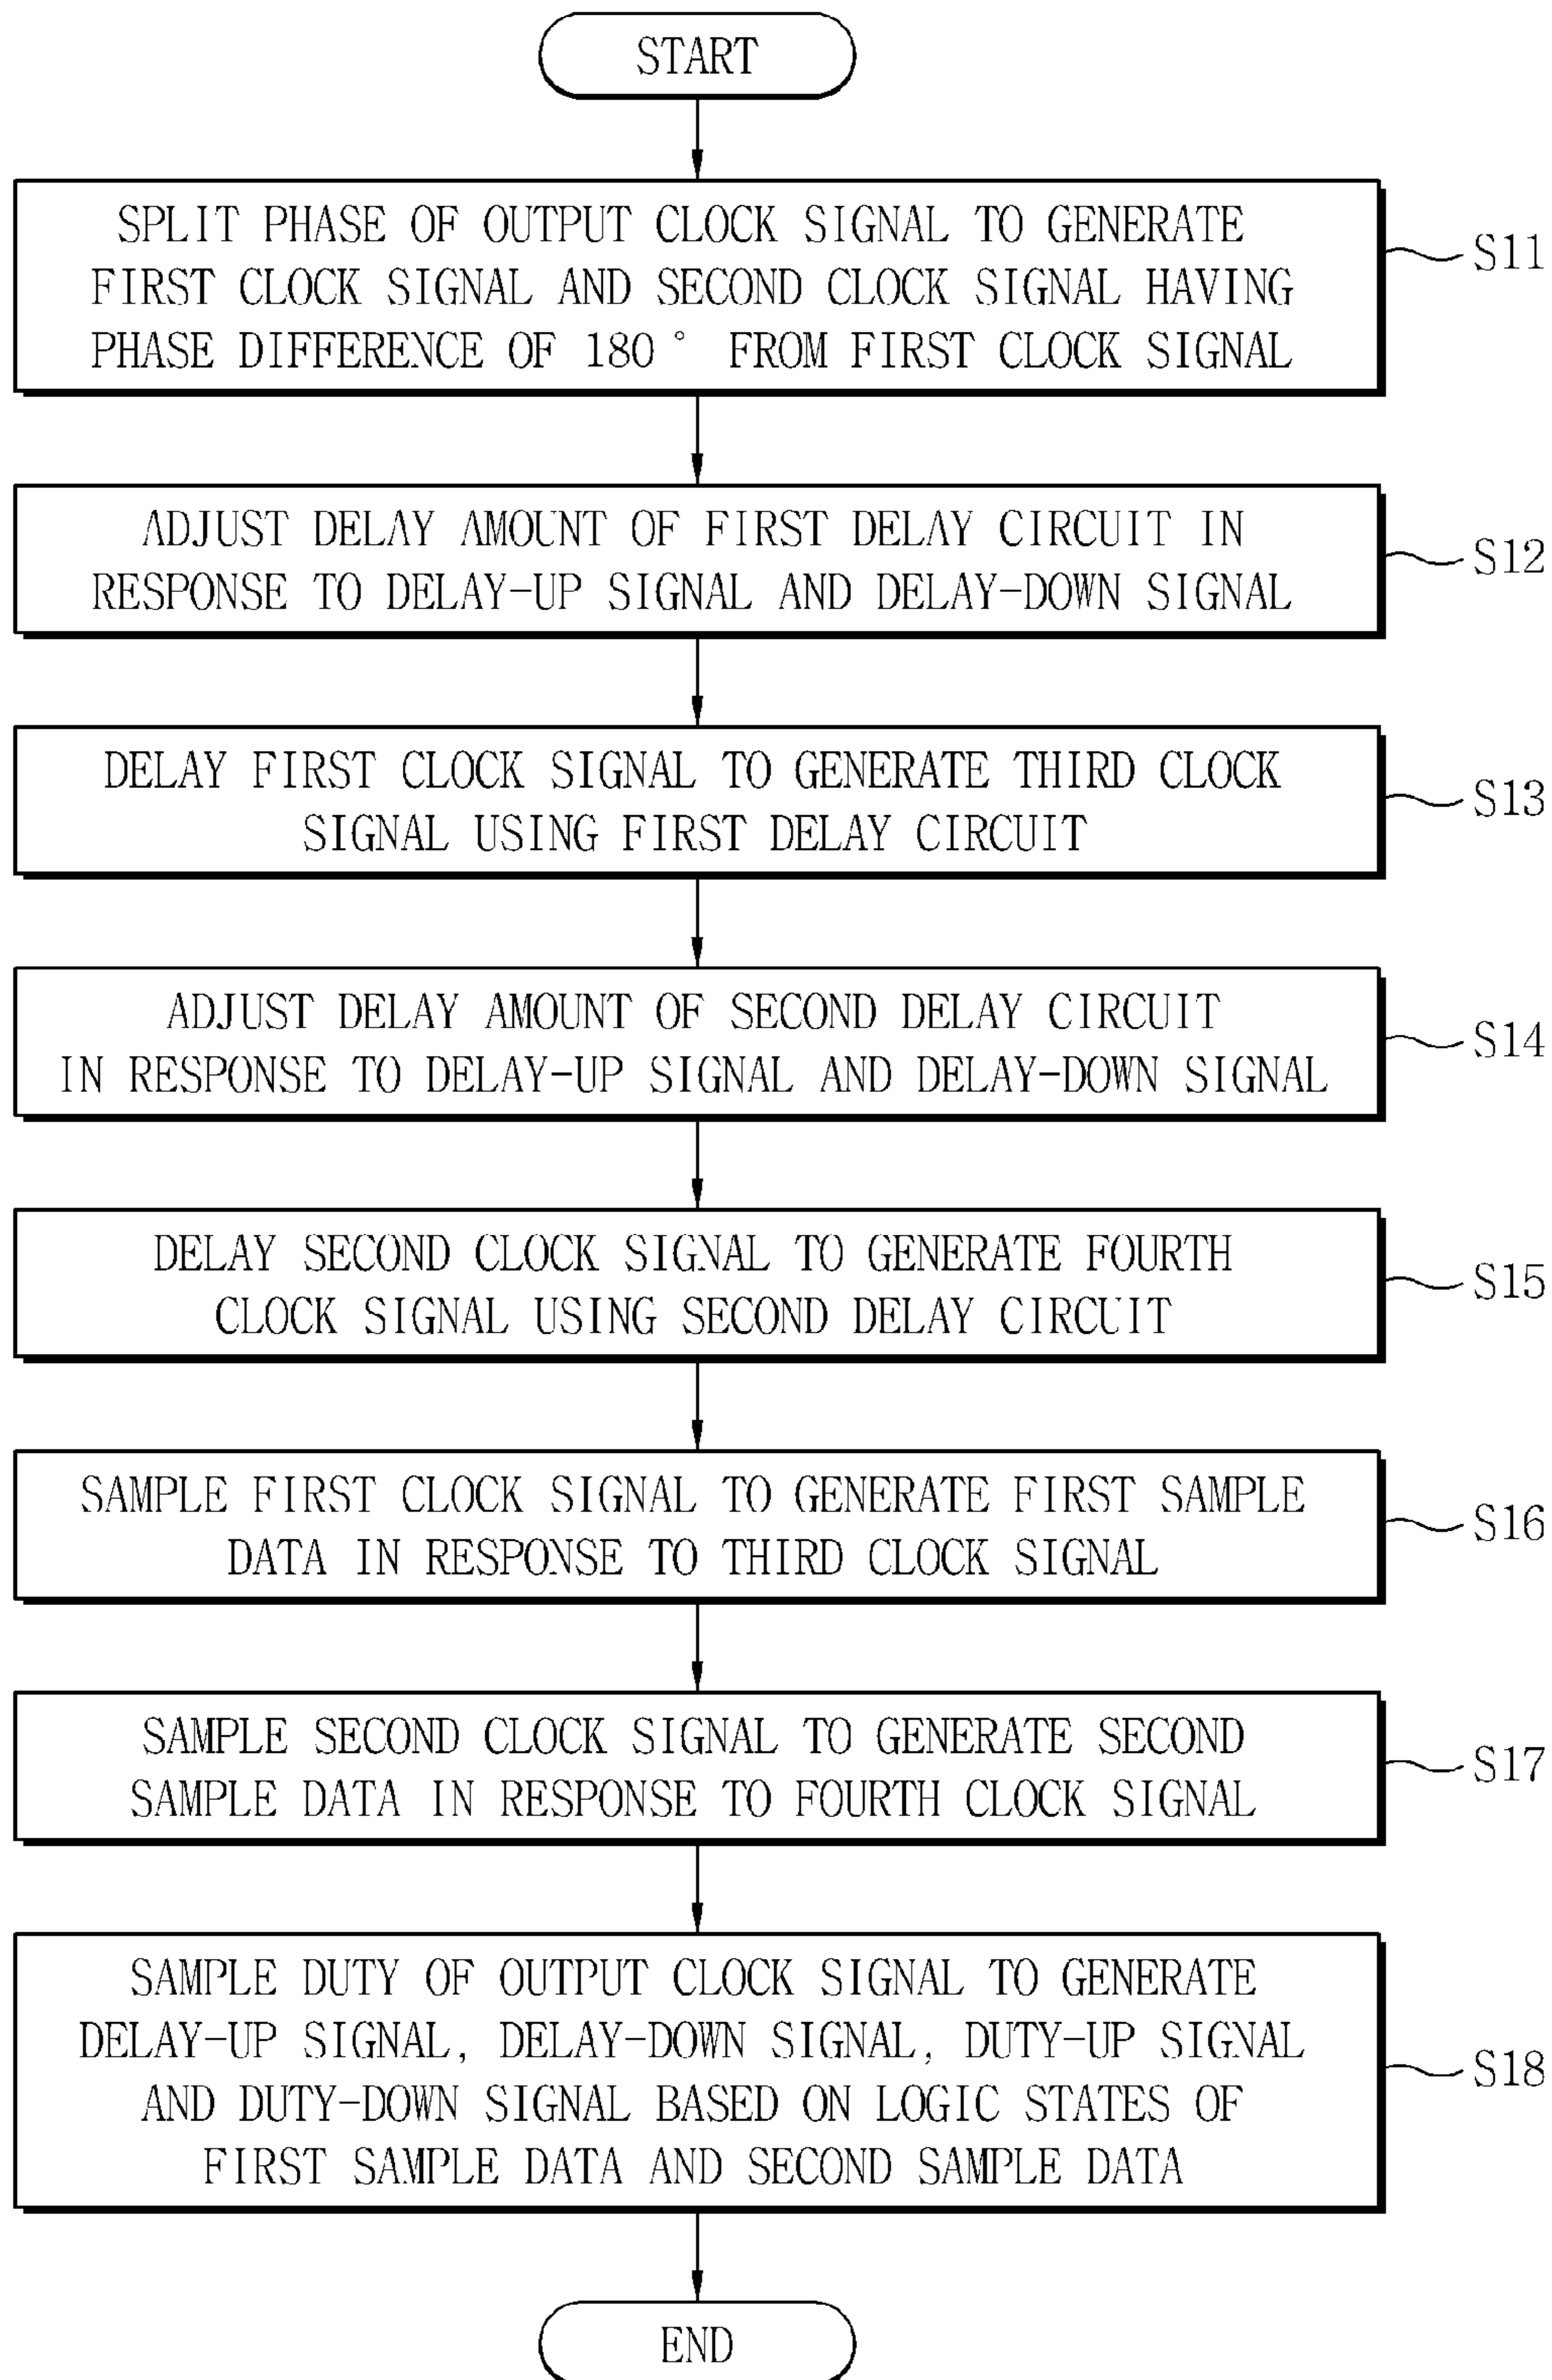 START
SPLIT PHASE OF OUTPUT CLOCK SIGNAL TO GENERATE
FIRST CLOCK SIGNAL AND SECOND CLOCK SIGNAL HAVING
PHASE DIFFERENCE OF 180° FROM FIRST CLOCK SIGNAL
S11
ADJUST DELAY AMOUNT OF FIRST DELAY CIRCUIT IN
RESPONSE TO DELAY-UP SIGNAL AND DELAY-DOWN SIGNAL
S12
DELAY FIRST CLOCK SIGNAL TO GENERATE THIRD CLOCK
SIGNAL USING FIRST DELAY CIRCUIT
S13
ADJUST DELAY AMOUNT OF SECOND DELAY CIRCUIT
IN RESPONSE TO DELAY-UP SIGNAL AND DELAY-DOWN SIGNAL
S14
DELAY SECOND CLOCK SIGNAL TO GENERATE FOURTH
CLOCK SIGNAL USING SECOND DELAY CIRCUIT
S15
SAMPLE FIRST CLOCK SIGNAL TO GENERATE FIRST SAMPLE
DATA IN RESPONSE TO THIRD CLOCK SIGNAL
S16
SAMPLE SECOND CLOCK SIGNAL TO GENERATE SECOND
SAMPLE DATA IN RESPONSE TO FOURTH CLOCK SIGNAL
S17
SAMPLE DUTY OF OUTPUT CLOCK SIGNAL TO GENERATE
DELAY-UP SIGNAL, DELAY-DOWN SIGNAL, DUTY-UP SIGNAL
AND DUTY-DOWN SIGNAL BASED ON LOGIC STATES OF
FIRST SAMPLE DATA AND SECOND SAMPLE DATA
S18
END